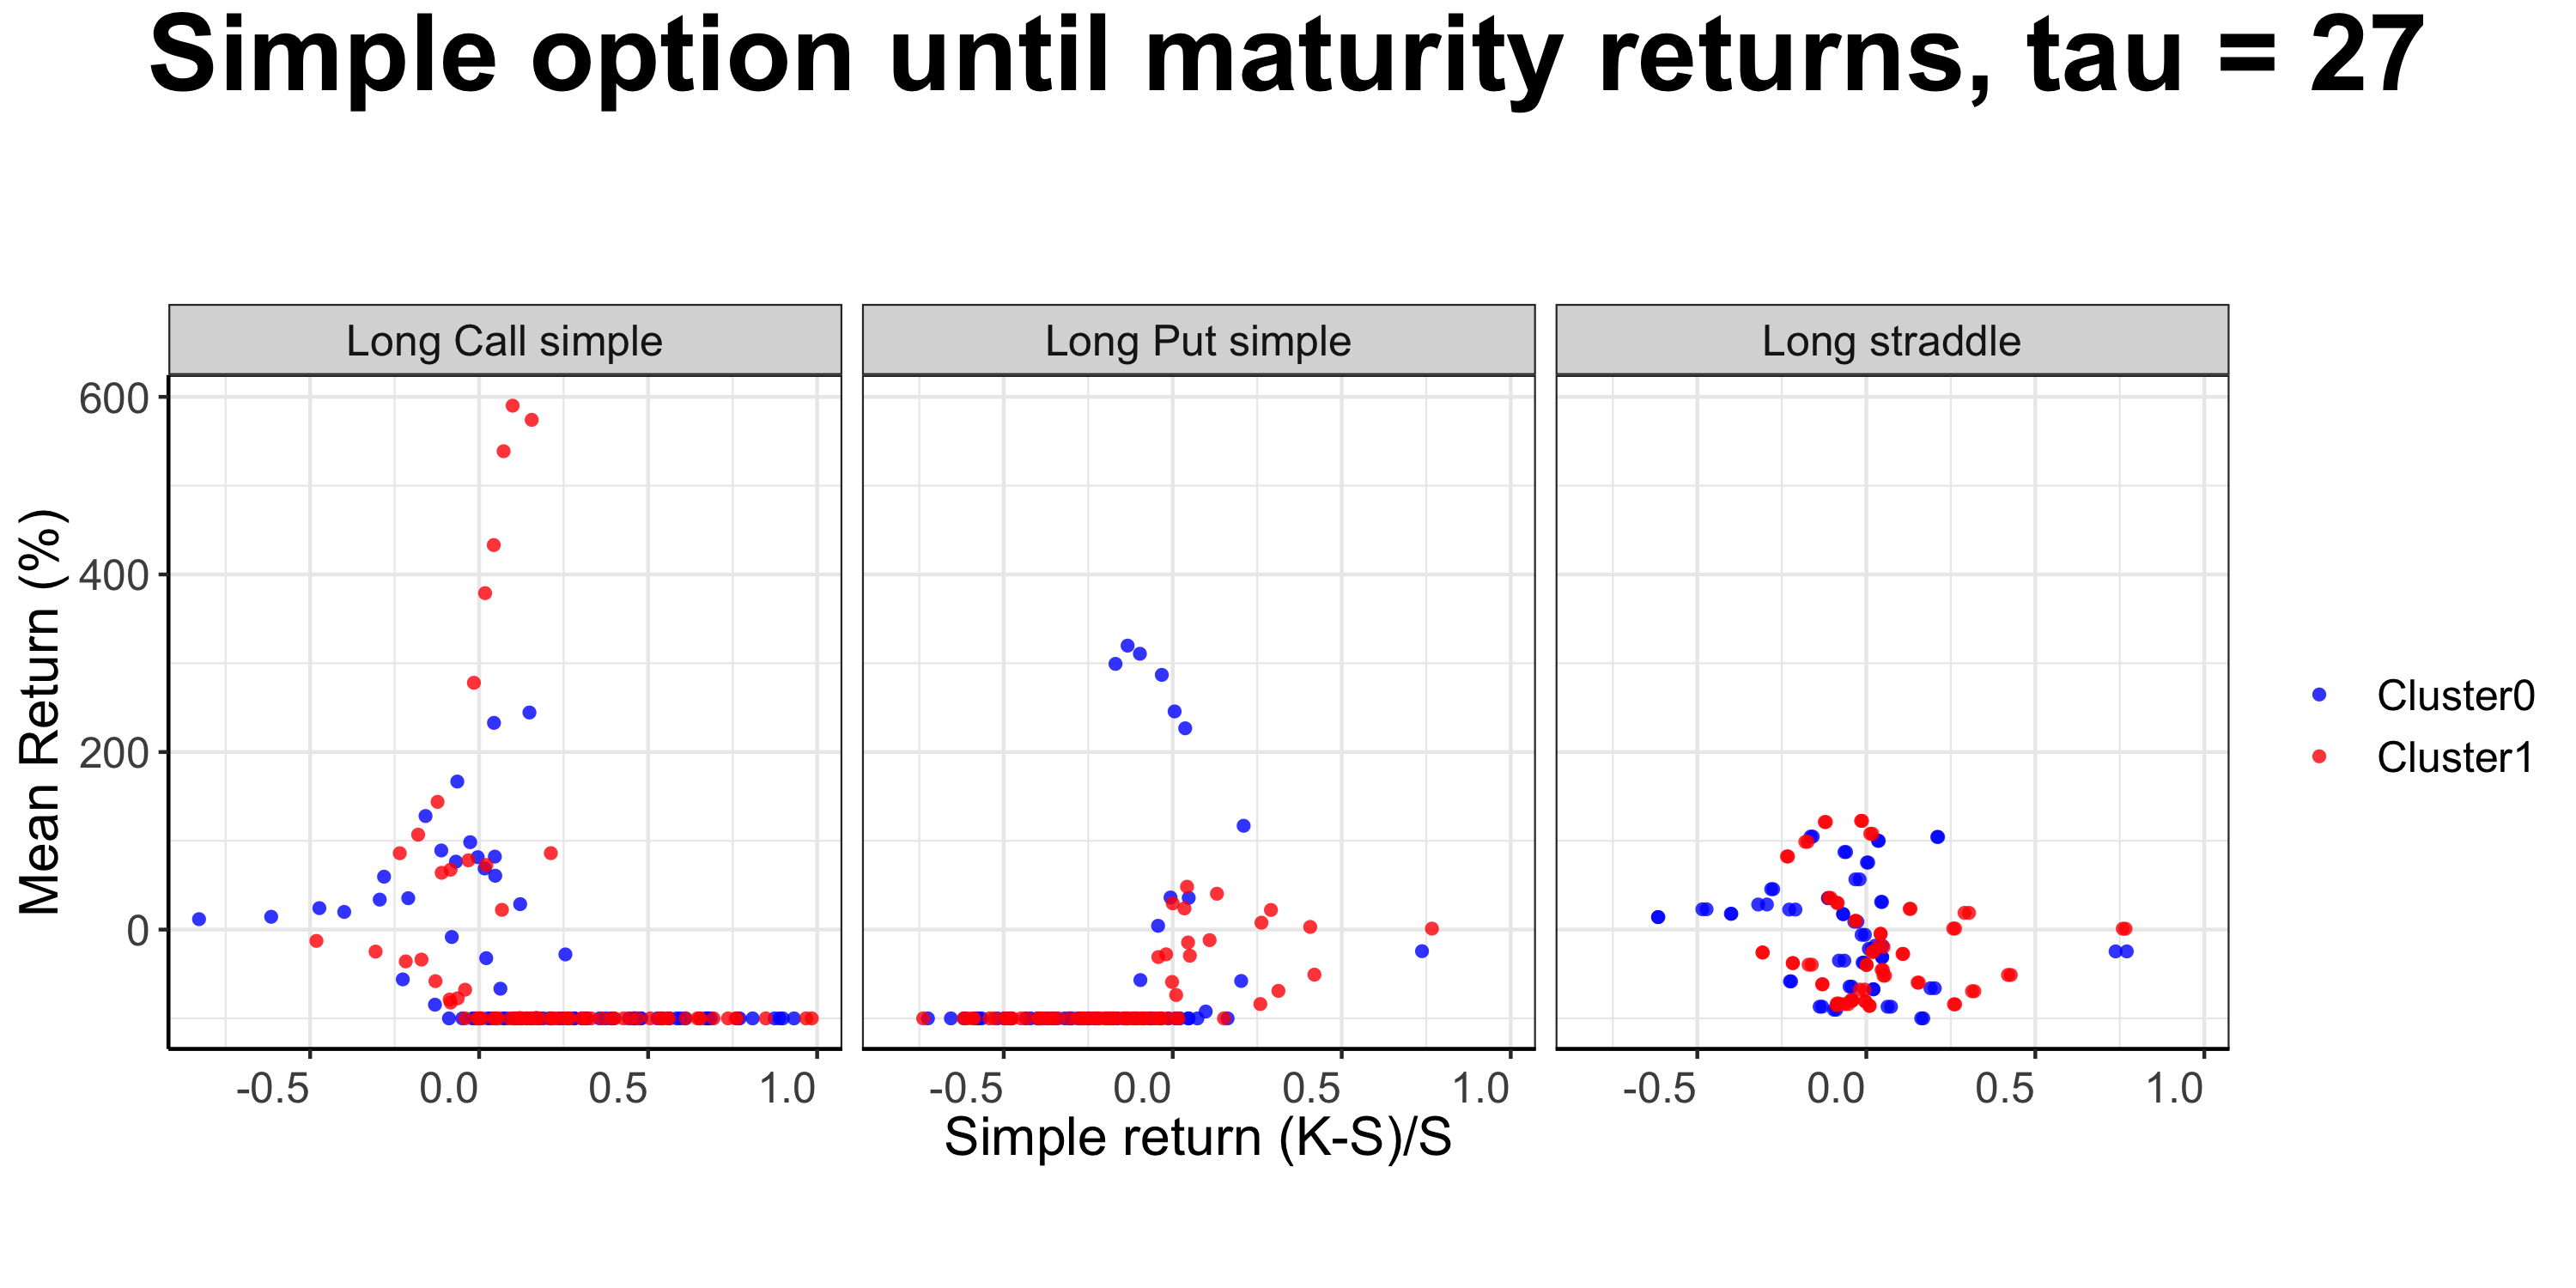 Simple option until maturity returns, tau = 27
Long Call simple
Long Put simple
Long straddle
Mean Return (%)
600
400
200
0
-0.5 0.0 0.5 1.0
-0.5 0.0 0.5 1.0
-0.5 0.0 0.5 1.0
Simple return (K-S)/S
Cluster0
Cluster1